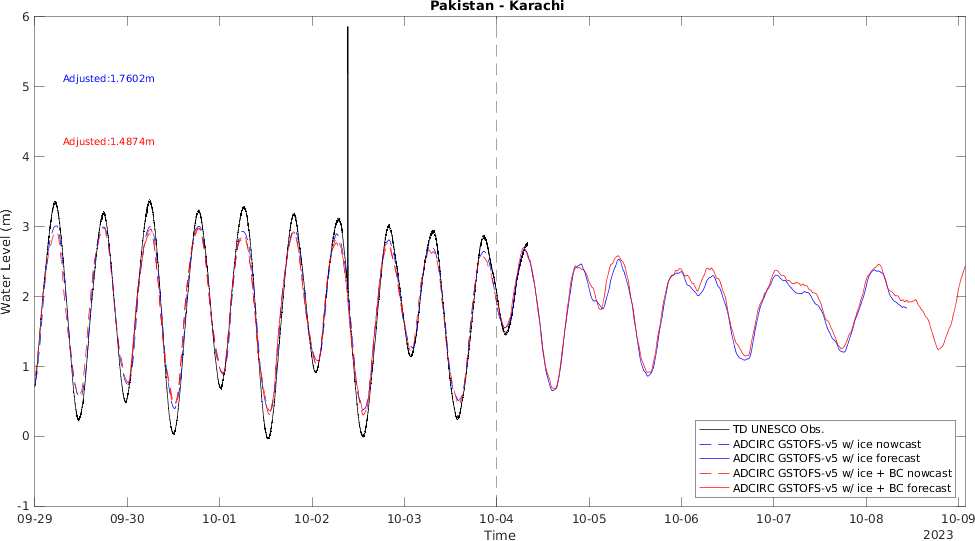 Pakistan - Karachi
6
5
4
3
2
1
0
-1
Water Level (m)
Adjusted:1.7602m
Adjusted:1.4874m
TD UNESCO Obs.
ADCIRC GSTOFS-v5 w/ ice nowcast
ADCIRC GSTOFS-v5 w/ ice forecast
ADCIRC GSTOFS-v5 w/ ice + BC nowcast
ADCIRC GSTOFS-v5 w/ ice + BC forecast
09-29 09-30 10-01 10-02 10-03 10-04 10-05 10-06 10-07 10-08 10-09
Time
2023